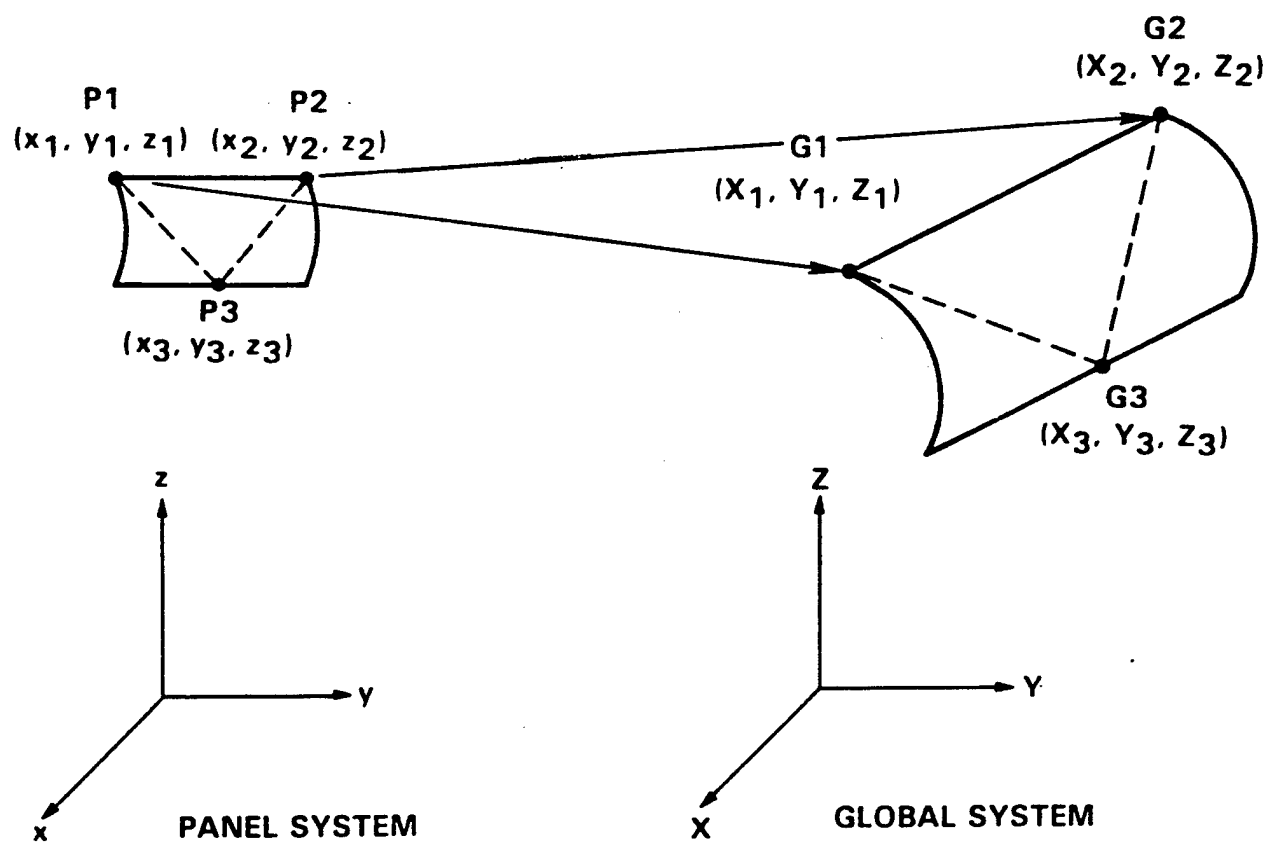 G2
(X2, Y2, Z2)
P1
P2
(x1, y1, z1)
(x2, y2, z2)
G1
(X1, Y1, Z1)
P3
(x3, y3, z3)
G3
(X3, Y3, Z3)
z
y
x
PANEL SYSTEM
Z
Y
X
GLOBAL SYSTEM